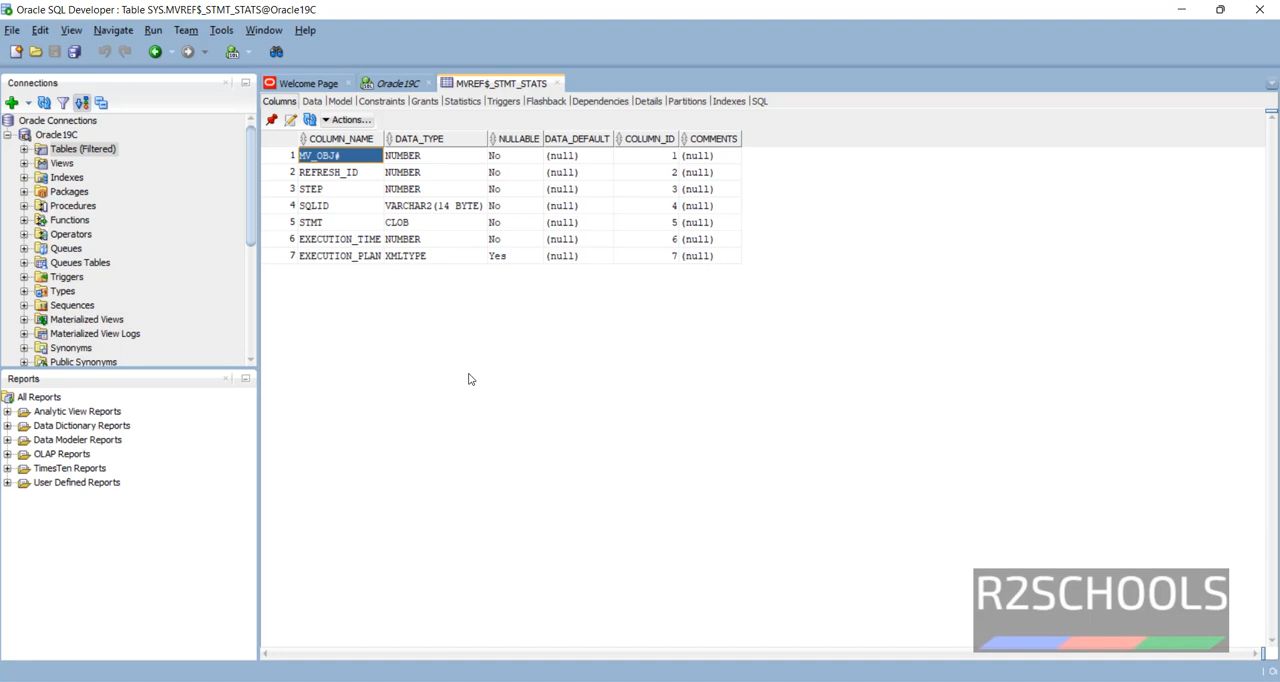 Oracle SQL Developer : Table SYS.MVREF$_STMT_STATS@Oracle19C
File Edit View Navigate Run Team Tools Window Help
Connections
Welcome Page Oracle19C MVREF$_STMT_STATS
Columns Data Model Constraints Grants Statistics Triggers Flashback Dependencies Details Partitions Indexes SQL
Actions...
COLUMN_NAME DATA_TYPE NULLABLE DATA_DEFAULT COLUMN_ID COMMENTS
1 MV_OBJ# NUMBER No (null) 1 (null)
2 REFRESH_ID NUMBER No (null) 2 (null)
3 STEP NUMBER No (null) 3 (null)
4 SQLID VARCHAR2(14 BYTE) No (null) 4 (null)
5 STMT CLOB No (null) 5 (null)
6 EXECUTION_TIME NUMBER No (null) 6 (null)
7 EXECUTION_PLAN XMLTYPE Yes (null) 7 (null)
Oracle Connections
Oracle19C
Tables (Filtered)
Views
Indexes
Packages
Procedures
Functions
Operators
Queues
Queues Tables
Triggers
Types
Sequences
Materialized Views
Materialized View Logs
Synonyms
Public Synonyms
Reports
All Reports
Analytic View Reports
Data Dictionary Reports
Data Modeler Reports
OLAP Reports
TimesTen Reports
User Defined Reports
R2SCHOOLS